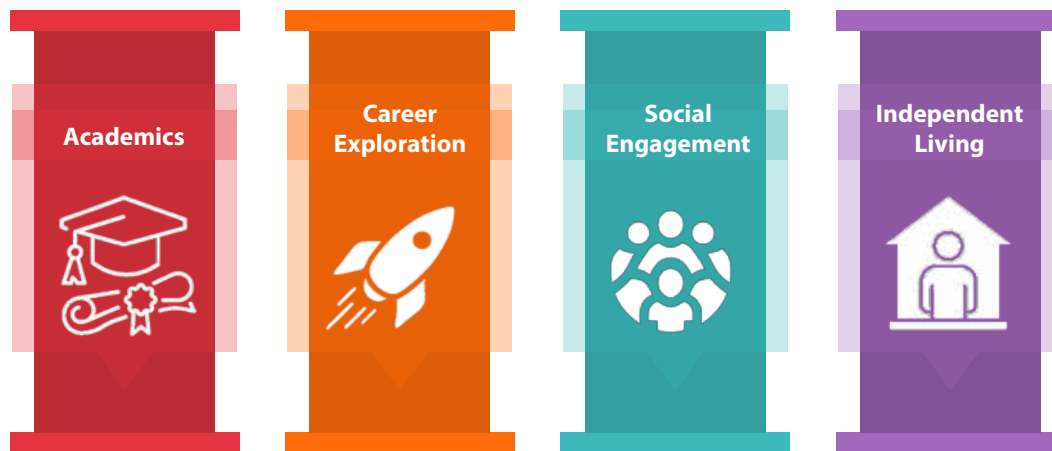 Academics
Career
Exploration
Social
Engagement
Independent
Living